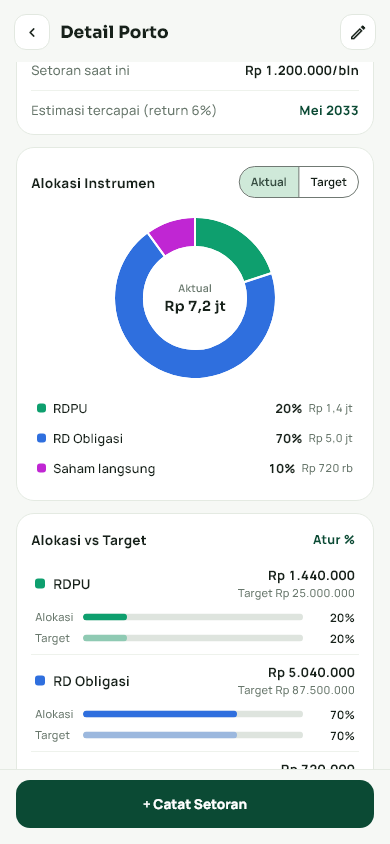 Detail Porto
Setoran saat ini Rp 1.200.000/bln
Estimasi tercapai (return 6%) Mei 2033
Alokasi Instrumen Aktual Target
Aktual
Rp 7,2 jt
RDPU 20% Rp 1,4 jt
RD Obligasi 70% Rp 5,0 jt
Saham langsung 10% Rp 720 rb
Alokasi vs Target Atur %
RDPU Rp 1.440.000
Target Rp 25.000.000
Alokasi 20%
Target 20%
RD Obligasi Rp 5.040.000
Target Rp 87.500.000
Alokasi 70%
Target 70%
Rp 720.000
+ Catat Setoran